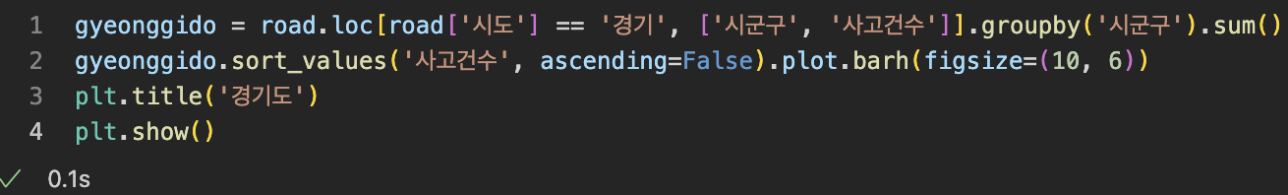 1 gyeonggido = road.loc[road['시도'] == '경기', ['시군구', '사고건수']].groupby('시군구').sum()
2 gyeonggido.sort_values('사고건수', ascending=False).plot.barh(figsize=(10, 6))
3 plt.title('경기도')
4 plt.show()
✓ 0.1s